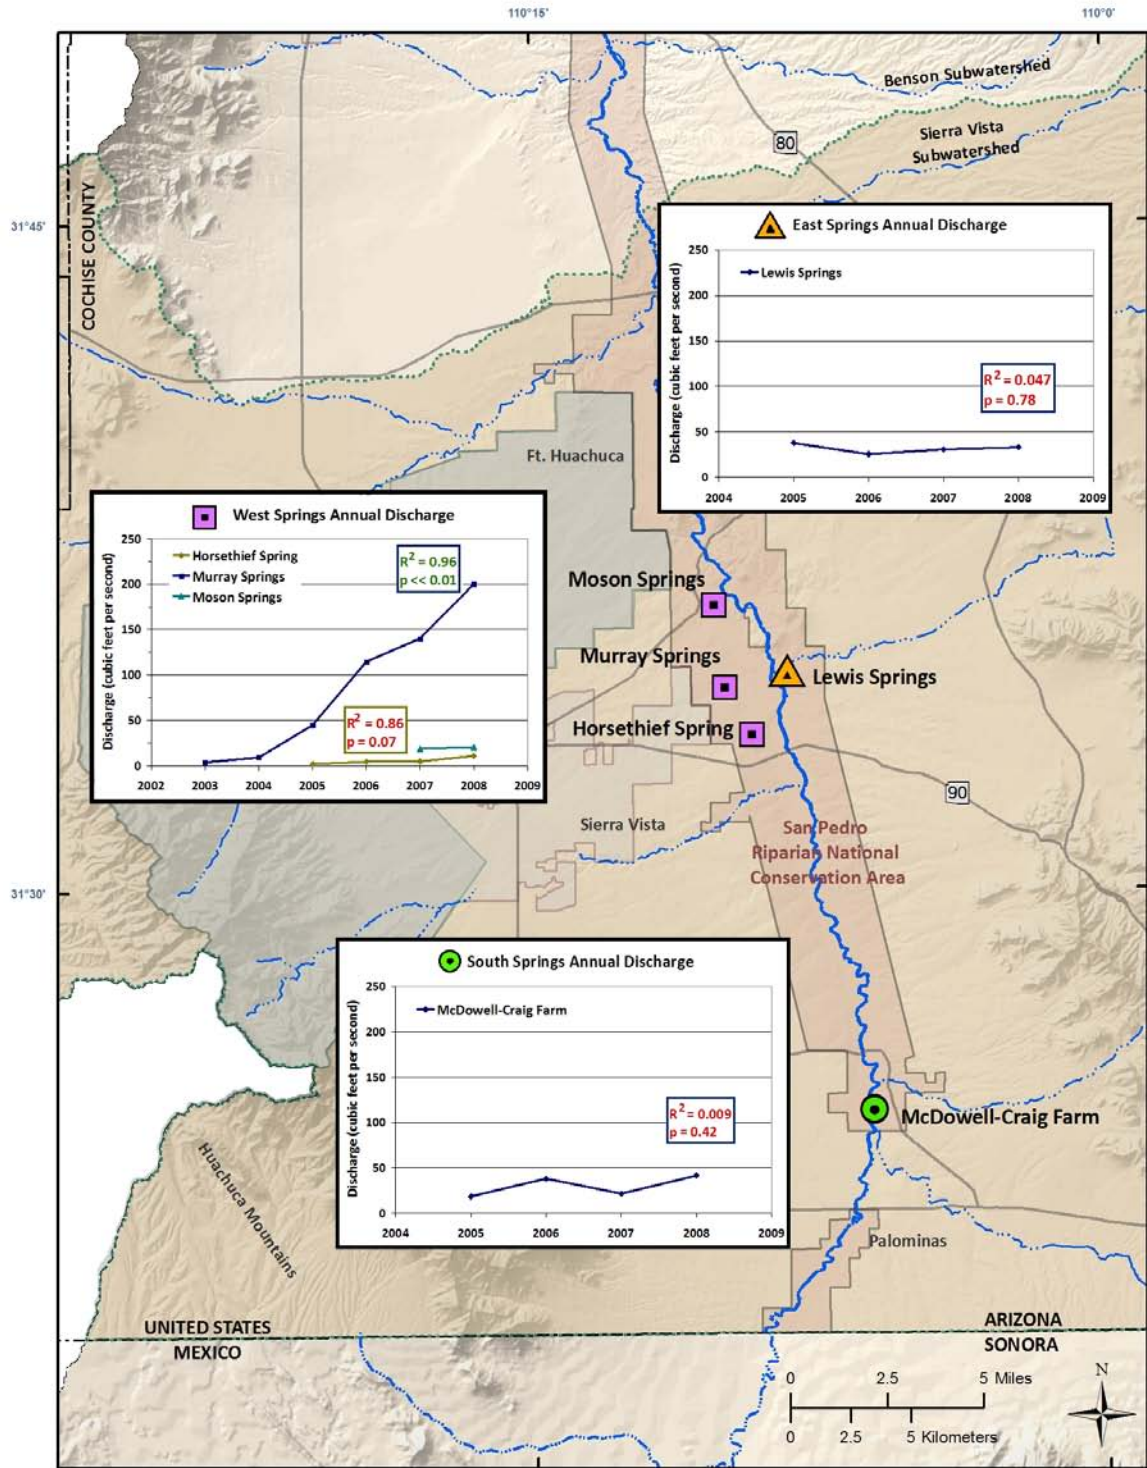 110°15'
110°0'
Benson Subwatershed
Sierra Vista
Subwatershed
80
COCHISE COUNTY
31°45'
East Springs Annual Discharge
Discharge (cubic feet per second)
250
200
150
100
50
0
Lewis Springs
R² = 0.047
p = 0.78
2004 2005 2006 2007 2008 2009
Ft. Huachuca
West Springs Annual Discharge
Discharge (cubic feet per second)
250
200
150
100
50
0
Horsethief Spring
Murray Springs
Moson Springs
R² = 0.96
p << 0.01
R² = 0.86
p = 0.07
2002 2003 2004 2005 2006 2007 2008 2009
Moson Springs
Murray Springs
Lewis Springs
Horsethief Spring
90
Sierra Vista
San Pedro
Riparian National
Conservation Area
31°30'
South Springs Annual Discharge
Discharge (cubic feet per second)
250
200
150
100
50
0
McDowell-Craig Farm
R² = 0.009
p = 0.42
2004 2005 2006 2007 2008 2009
McDowell-Craig Farm
Huachuca Mountains
Palominas
UNITED STATES
MEXICO
ARIZONA
SONORA
0 2.5 5 Miles
0 2.5 5 Kilometers
N